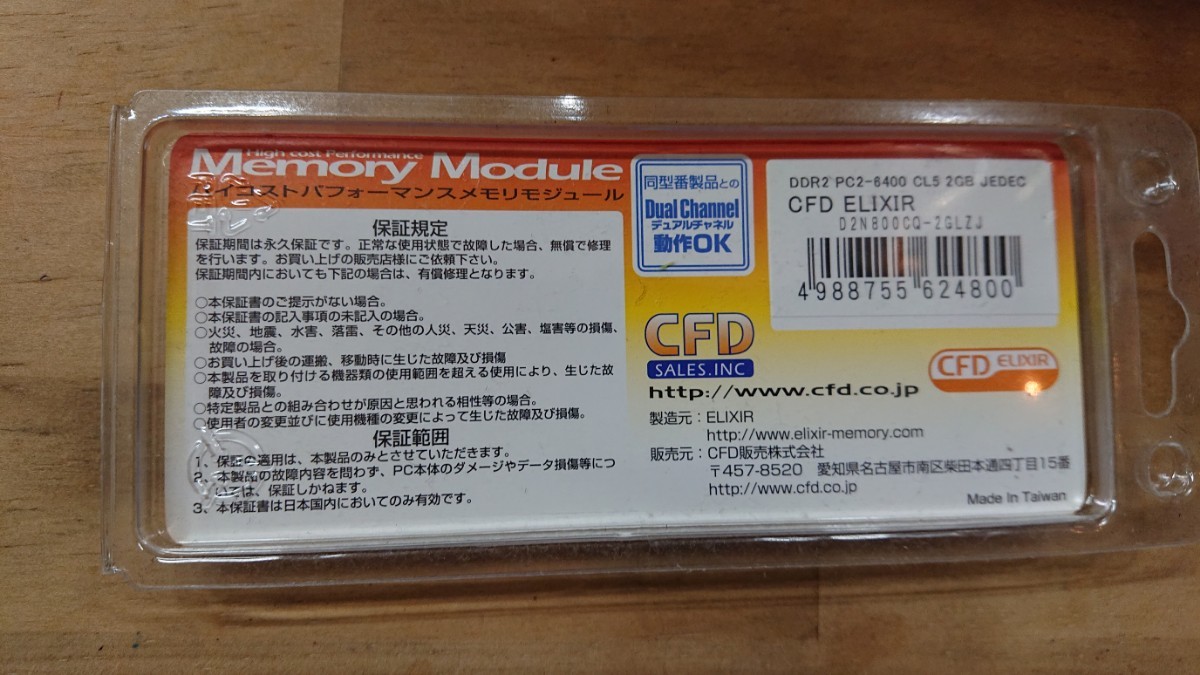 High cost Performance
Memory Module
ハイコストパフォーマンスメモリモジュール
保証規定
保証期間は永久保証です。正常な使用状態で故障した場合、無償で修理
を行います。お買い上げの販売店様にご依頼下さい。
保証期間内においても下記の場合は、有償修理となります。
○本保証書のご提示がない場合。
○本保証書の記入事項の未記入の場合。
○火災、地震、水害、落雷、その他の人災、天災、公害、塩害等の損傷、
故障の場合。
○お買い上げ後の運搬、移動時に生じた故障及び損傷
○本製品を取り付ける機器類の使用範囲を超える使用により、生じた故
障及び損傷。
○特定製品との組み合わせが原因と思われる相性等の場合。
○使用者の変更並びに使用機種の変更によって生じた故障及び損傷。
保証範囲
1、保証の適用は、本製品のみとさせていただきます。
2、本製品の故障内容を問わず、PC本体のダメージやデータ損傷等につ
いては、保証しかねます。
3、本保証書は日本国内においてのみ有効です。
同型番製品との
Dual Channel
デュアルチャネル
動作OK
DDR2 PC2-6400 CL5 2GB JEDEC
CFD ELIXIR
D2N800CQ-2GLZJ
4988755 624800
CFD
SALES.INC
CFD ELIXIR
http://www.cfd.co.jp
製造元：ELIXIR
http://www.elixir-memory.com
販売元：CFD販売株式会社
〒457-8520 愛知県名古屋市南区柴田本通四丁目15番
http://www.cfd.co.jp
Made In Taiwan